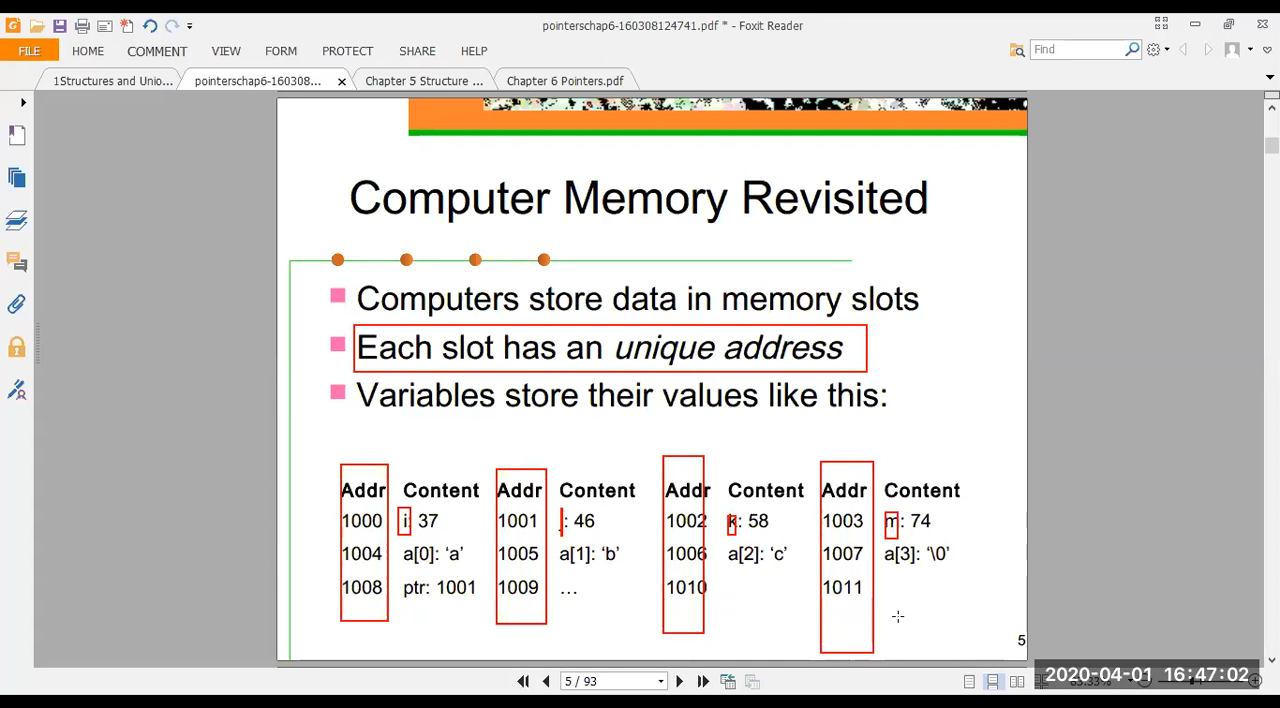 pointerschap6-160308124741.pdf * - Foxit Reader
FILE HOME COMMENT VIEW FORM PROTECT SHARE HELP
Find
1Structures and Unio... pointerschap6-160308... Chapter 5 Structure ... Chapter 6 Pointers.pdf
Computer Memory Revisited
Computers store data in memory slots
Each slot has an unique address
Variables store their values like this:
Addr Content Addr Content Addr Content Addr Content
1000 i: 37 1001 j: 46 1002 k: 58 1003 m: 74
1004 a[0]: ‘a’ 1005 a[1]: ‘b’ 1006 a[2]: ‘c’ 1007 a[3]: ‘\0’
1008 ptr: 1001 1009 … 1010 1011
5
5 / 93
2020-04-01 16:47:02